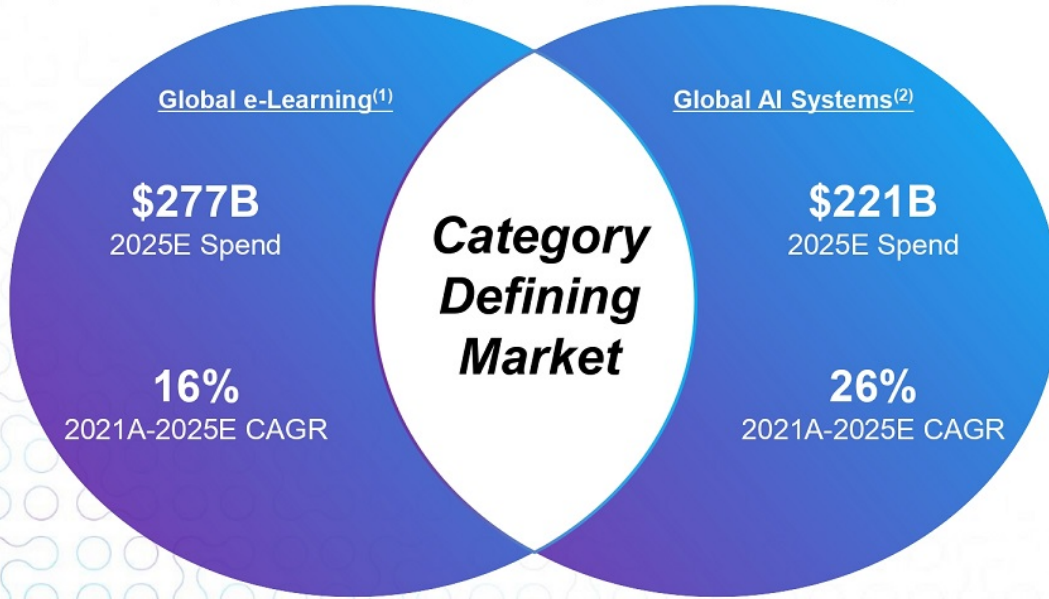 Global e-Learning(1)
$277B
2025E Spend
16%
2021A-2025E CAGR
Category
Defining
Market
Global AI Systems(2)
$221B
2025E Spend
26%
2021A-2025E CAGR